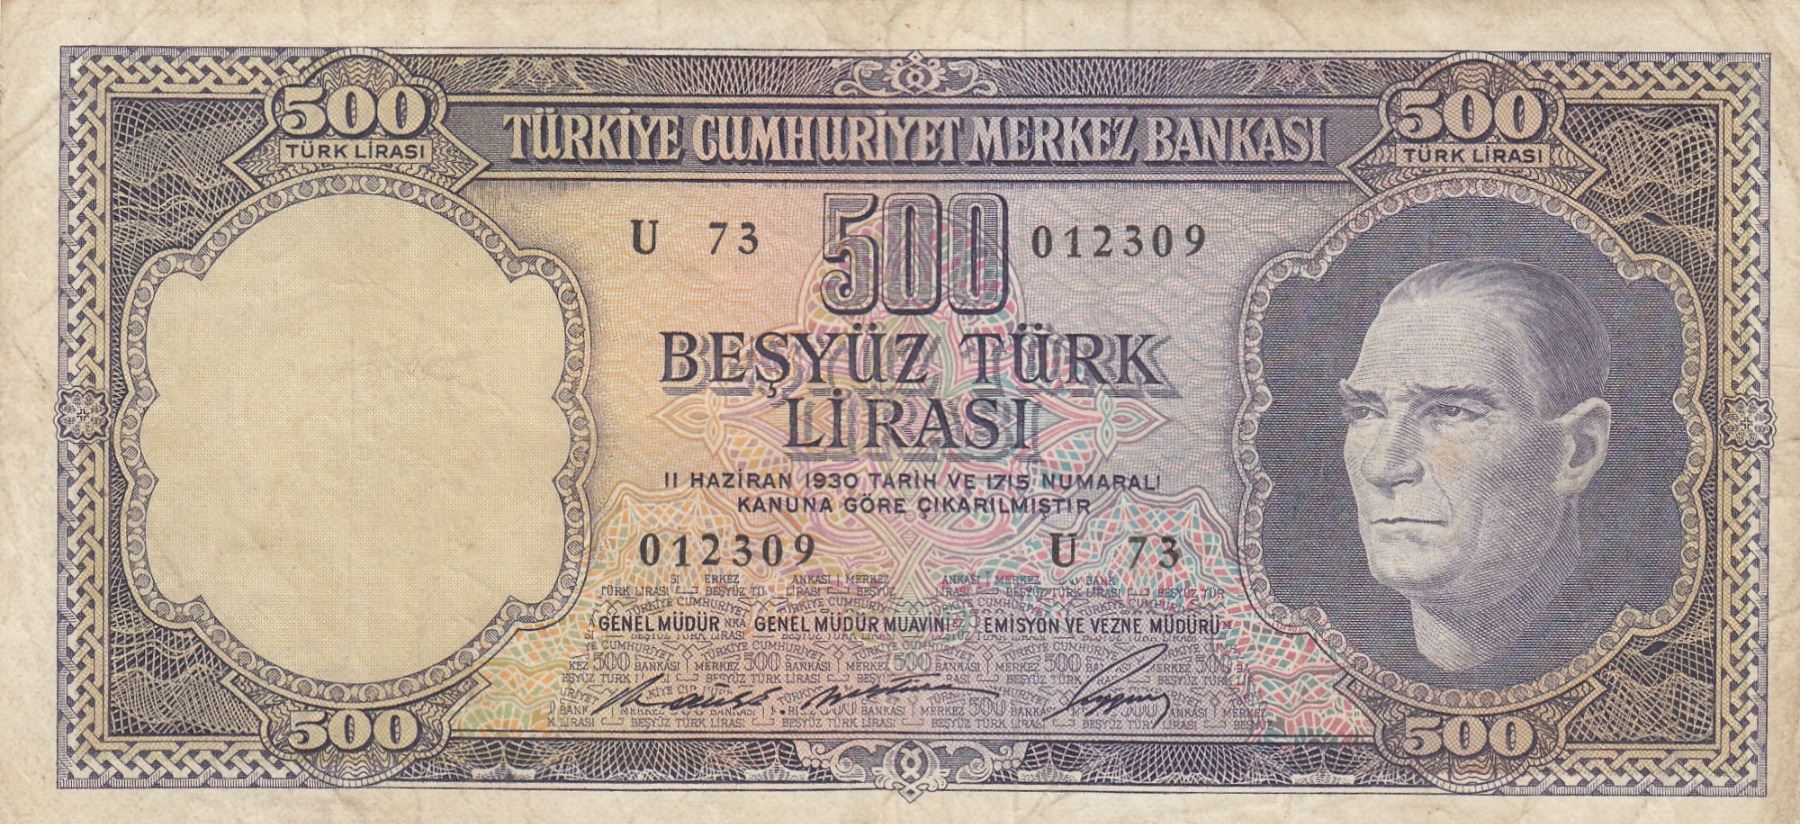 500
TÜRK LİRASI
TÜRKİYE CUMHURİYET MERKEZ BANKASI
500
TÜRK LİRASI
U 73
500
012309
BEŞYÜZ TÜRK
LİRASI
11 HAZİRAN 1930 TARİH VE 1715 NUMARALI
KANUNA GÖRE ÇIKARILMIŞTIR
012309
U 73
GENEL MÜDÜR
GENEL MÜDÜR MUAVİNİ
EMİSYON VE VEZNE MÜDÜRÜ
500
500